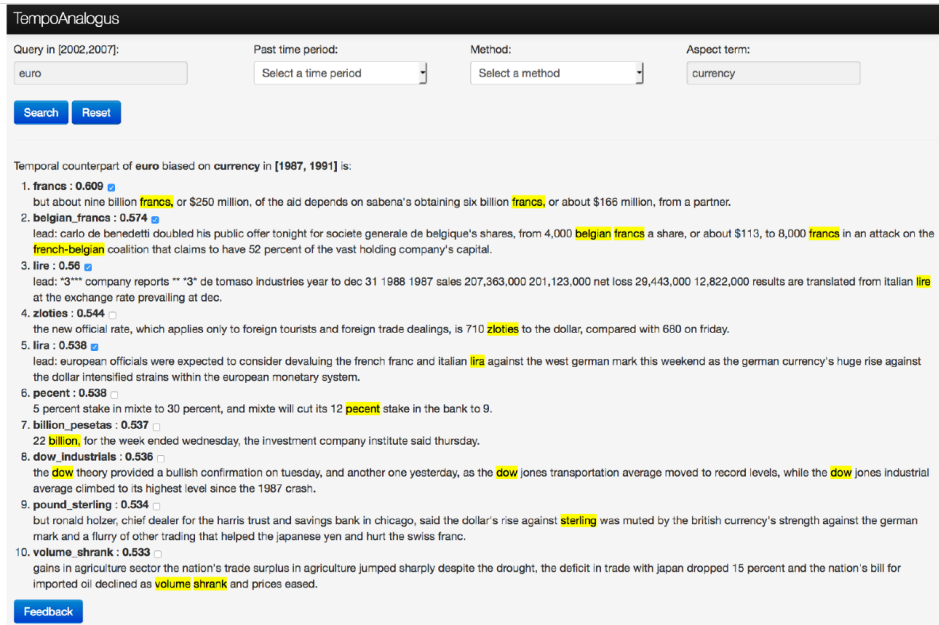 TempoAnalogus
Query in [2002,2007]: Past time period: Method: Aspect term:
euro Select a time period Select a method currency
Search Reset
Temporal counterpart of euro biased on currency in [1987, 1991] is:
1. francs : 0.609
but about nine billion francs, or $250 million, of the aid depends on sabena's obtaining six billion francs, or about $166 million, from a partner.
2. belgian_francs : 0.574
lead: carlo de benedetti doubled his public offer tonight for societe generale de belgique's shares, from 4,000 belgian francs a share, or about $113, to 8,000 francs in an attack on the
french-belgian coalition that claims to have 52 percent of the vast holding company's capital.
3. lire : 0.56
lead: *3*** company reports ** *3* de tomaso industries year to dec 31 1988 1987 sales 207,363,000 201,123,000 net loss 29,443,000 12,822,000 results are translated from italian lire
at the exchange rate prevailing at dec.
4. zloties : 0.544
the new official rate, which applies only to foreign tourists and foreign trade dealings, is 710 zloties to the dollar, compared with 680 on friday.
5. lira : 0.538
lead: european officials were expected to consider devaluing the french franc and italian lira against the west german mark this weekend as the german currency's huge rise against
the dollar intensified strains within the european monetary system.
6. pecent : 0.538
5 percent stake in mixte to 30 percent, and mixte will cut its 12 pecent stake in the bank to 9.
7. billion_pesetas : 0.537
22 billion, for the week ended wednesday, the investment company institute said thursday.
8. dow_industrials : 0.536
the dow theory provided a bullish confirmation on tuesday, and another one yesterday, as the dow jones transportation average moved to record levels, while the dow jones industrial
average climbed to its highest level since the 1987 crash.
9. pound_sterling : 0.534
but ronald holzer, chief dealer for the harris trust and savings bank in chicago, said the dollar's rise against sterling was muted by the british currency's strength against the german
mark and a flurry of other trading that helped the japanese yen and hurt the swiss franc.
10. volume_shrank : 0.533
gains in agriculture sector the nation's trade surplus in agriculture jumped sharply despite the drought, the deficit in trade with japan dropped 15 percent and the nation's bill for
imported oil declined as volume shrank and prices eased.
Feedback